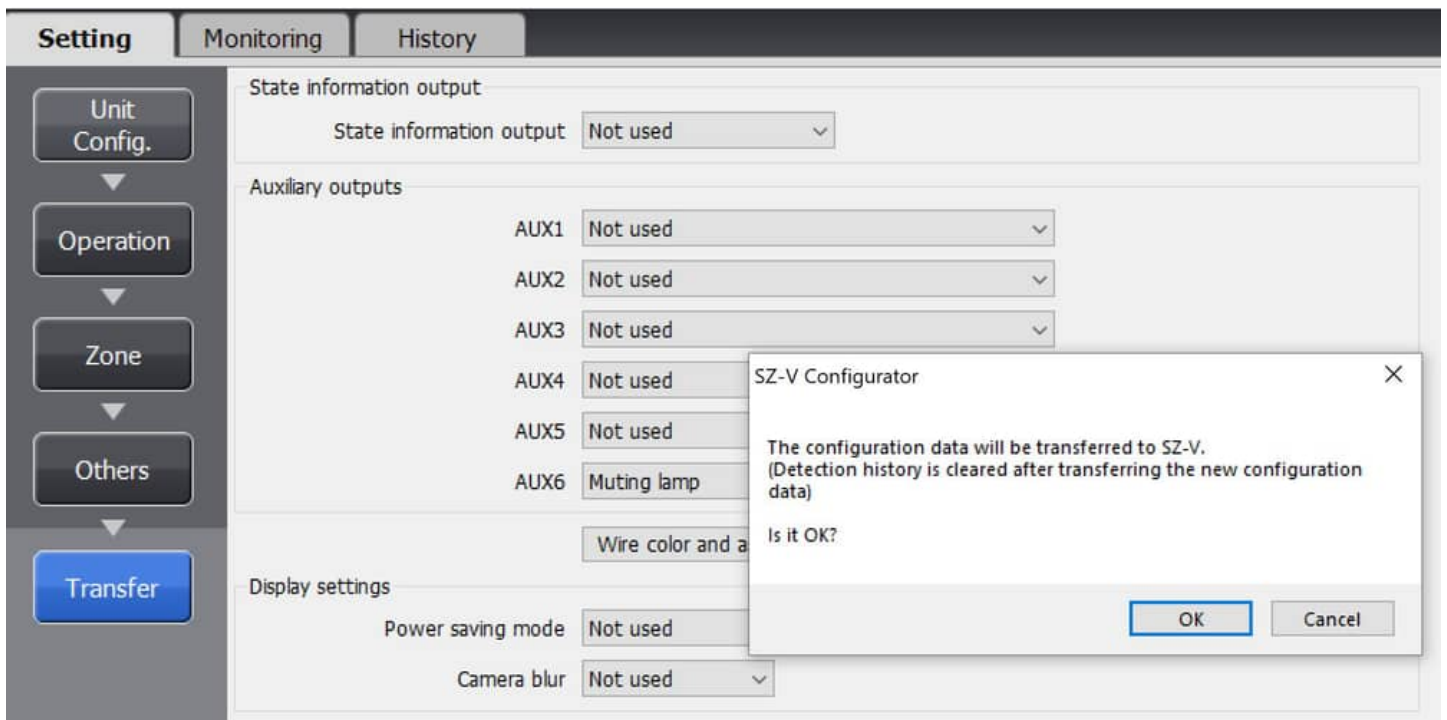 Setting
Monitoring
History
Unit
Config.
Operation
Zone
Others
Transfer
State information output
State information output Not used
Auxiliary outputs
AUX1 Not used
AUX2 Not used
AUX3 Not used
AUX4 Not used
AUX5 Not used
AUX6 Muting lamp
Wire color and a
Display settings
Power saving mode Not used
Camera blur Not used
SZ-V Configurator
The configuration data will be transferred to SZ-V.
(Detection history is cleared after transferring the new configuration
data)
Is it OK?
OK
Cancel